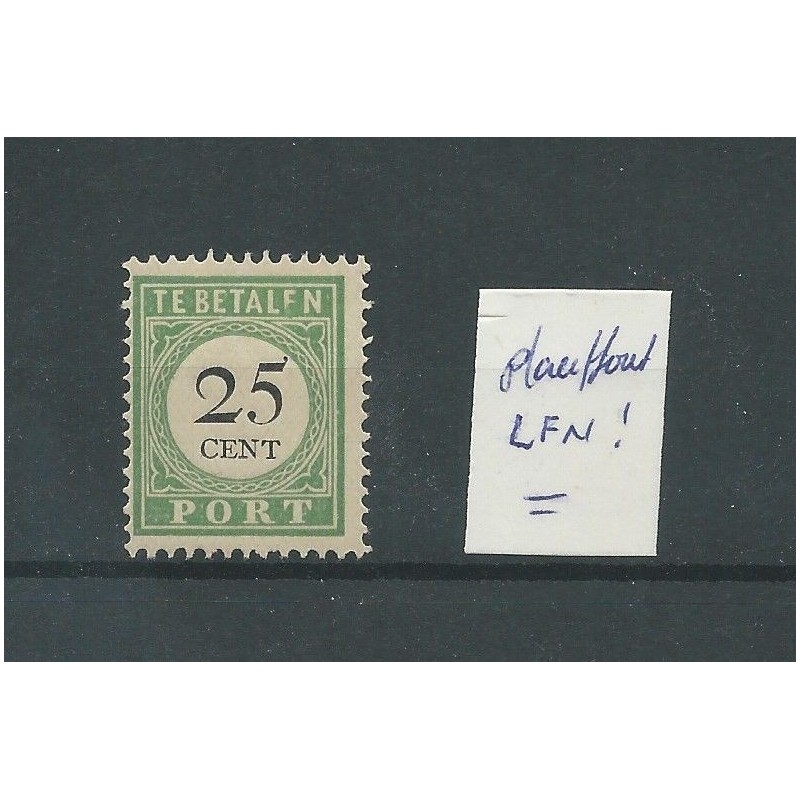 TE BETALFN
25
CENT
PORT
plaatfout
LFN!
=